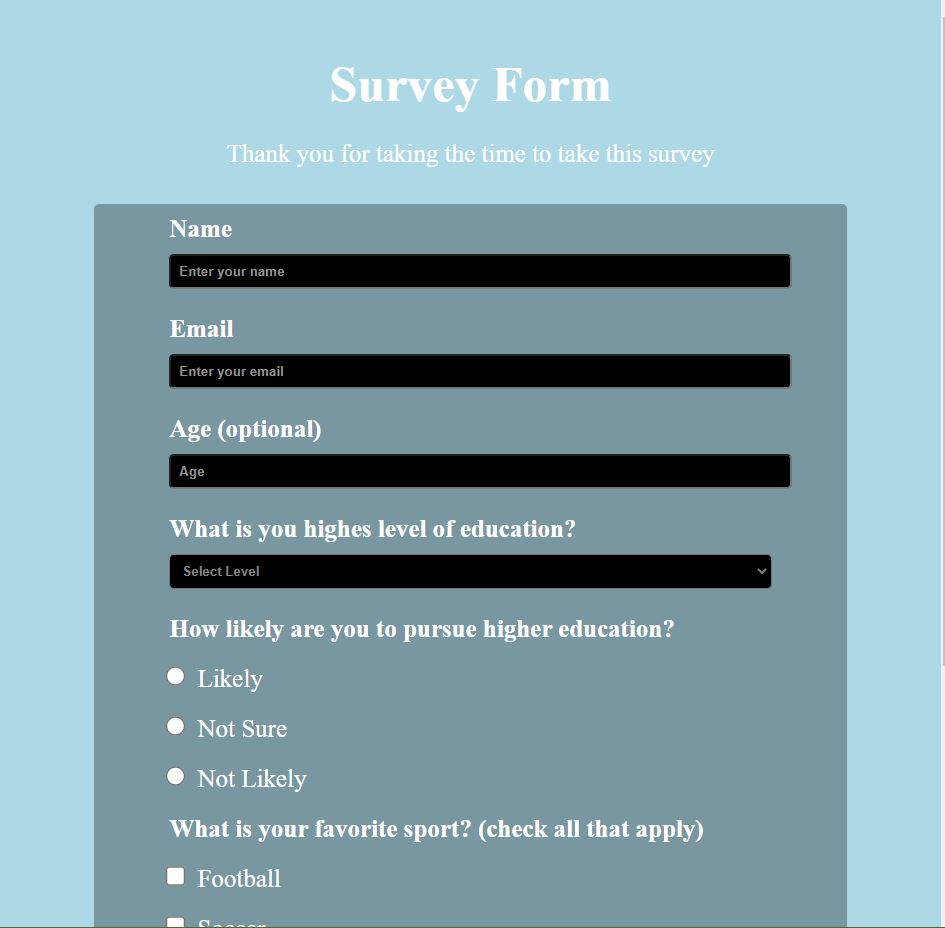 Survey Form
Thank you for taking the time to take this survey
Name
Enter your name
Email
Enter your email
Age (optional)
Age
What is you highes level of education?
Select Level
How likely are you to pursue higher education?
Likely
Not Sure
Not Likely
What is your favorite sport? (check all that apply)
Football
Soccer